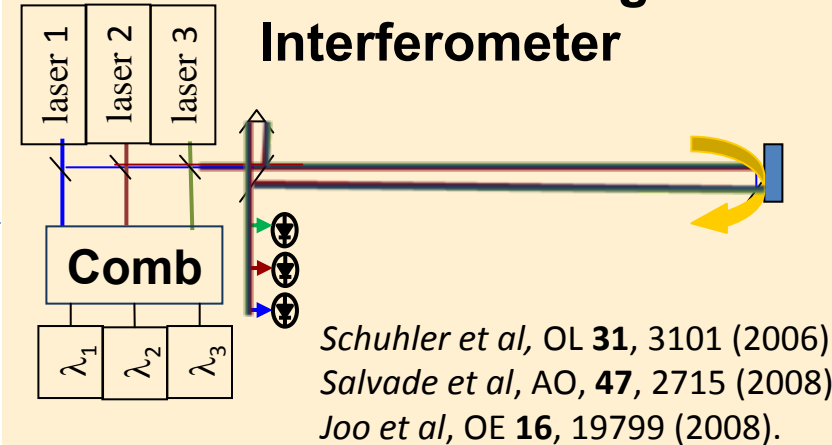 Interferometer
laser 1
laser 2
laser 3
Comb
λ1
λ2
λ3
Schuhler et al, OL 31, 3101 (2006)
Salvade et al, AO, 47, 2715 (2008)
Joo et al, OE 16, 19799 (2008).